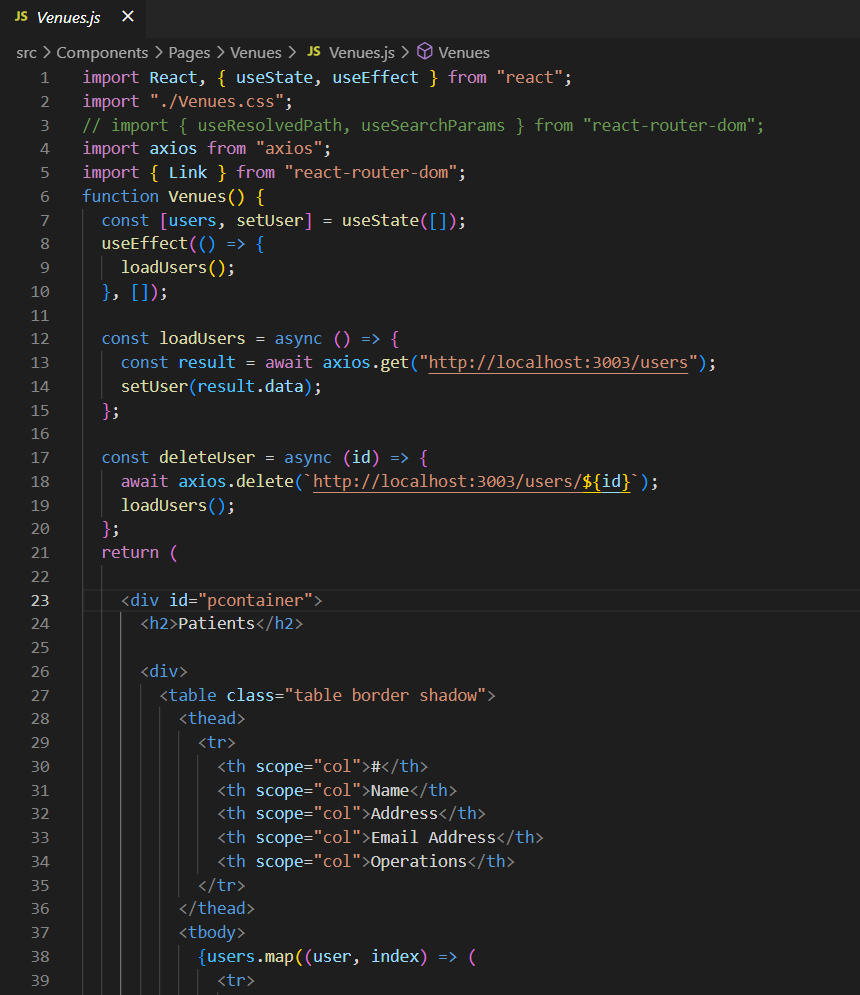 JS Venues.js ×
src > Components > Pages > Venues > JS Venues.js > Venues
1 import React, { useState, useEffect } from "react";
2 import "./Venues.css";
3 // import { useResolvedPath, useSearchParams } from "react-router-dom";
4 import axios from "axios";
5 import { Link } from "react-router-dom";
6 function Venues() {
7   const [users, setUser] = useState([]);
8   useEffect(() => {
9     loadUsers();
10   }, []);
11
12   const loadUsers = async () => {
13     const result = await axios.get("http://localhost:3003/users");
14     setUser(result.data);
15   };
16
17   const deleteUser = async (id) => {
18     await axios.delete(`http://localhost:3003/users/${id}`);
19     loadUsers();
20   };
21   return (
22
23     <div id="pcontainer">
24       <h2>Patients</h2>
25
26       <div>
27         <table class="table border shadow">
28           <thead>
29             <tr>
30               <th scope="col">#</th>
31               <th scope="col">Name</th>
32               <th scope="col">Address</th>
33               <th scope="col">Email Address</th>
34               <th scope="col">Operations</th>
35             </tr>
36           </thead>
37           <tbody>
38             {users.map((user, index) => (
39               <tr>